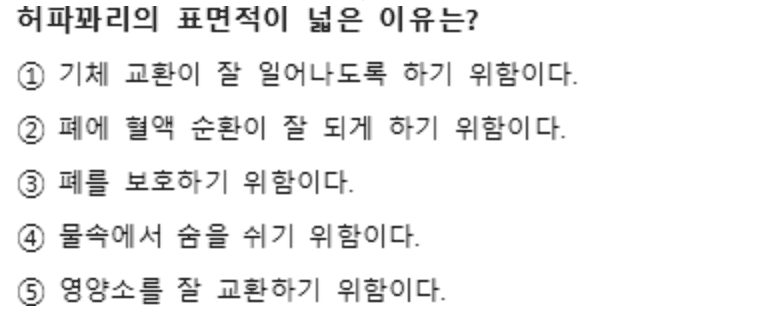 허파꽈리의 표면적이 넓은 이유는?
① 기체 교환이 잘 일어나도록 하기 위함이다.
② 폐에 혈액 순환이 잘 되게 하기 위함이다.
③ 폐를 보호하기 위함이다.
④ 물속에서 숨을 쉬기 위함이다.
⑤ 영양소를 잘 교환하기 위함이다.